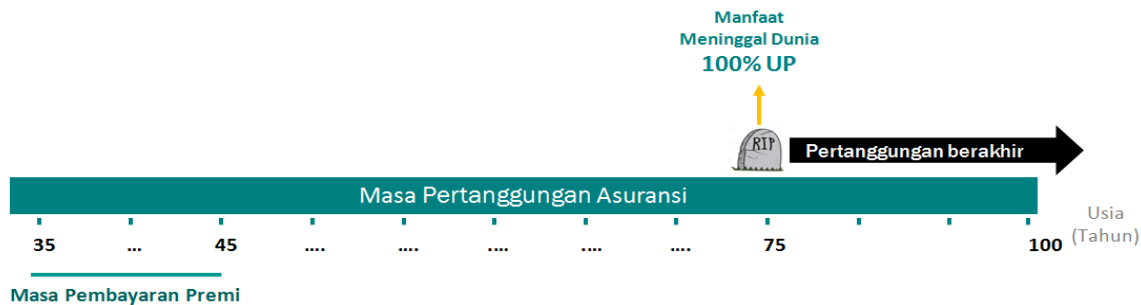 Manfaat
Meninggal Dunia
100% UP
RIP
Pertanggungan berakhir
Masa Pertanggungan Asuransi
35 ... 45 .... .... .... .... .... 75 100
Usia
(Tahun)
Masa Pembayaran Premi